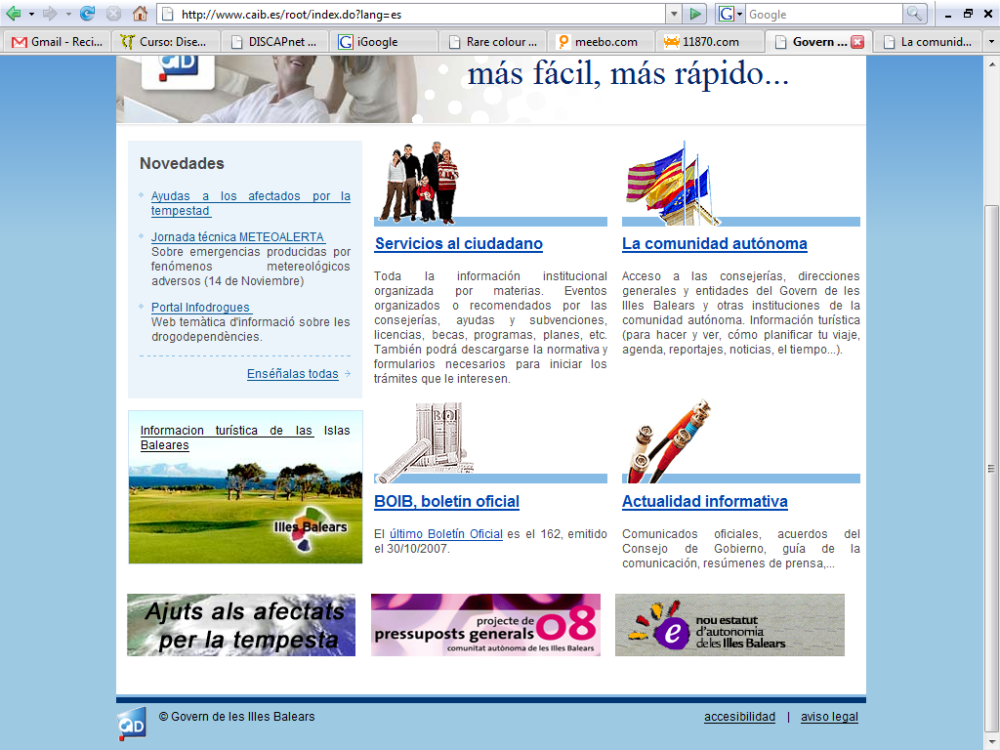 http://www.caib.es/root/index.do?lang=es
Google
Gmail - Reci...
Curso: Dise...
DISCAPnet ...
iGoogle
Rare colour ...
meebo.com
11870.com
Govern ...
La comunid...
más fácil, más rápido...
Novedades
Ayudas a los afectados por la
tempestad
Jornada técnica METEOALERTA
Sobre emergencias producidas por
fenómenos metereológicos
adversos (14 de Noviembre)
Portal Infodrogues
Web temàtica d'informació sobre les
drogodependències.
Enséñalas todas
Servicios al ciudadano
Toda la información institucional
organizada por materias. Eventos
organizados o recomendados por las
consejerías, ayudas y subvenciones,
licencias, becas, programas, planes, etc.
También podrá descargarse la normativa y
formularios necesarios para iniciar los
trámites que le interesen.
La comunidad autónoma
Acceso a las consejerías, direcciones
generales y entidades del Govern de les
Illes Balears y otras instituciones de la
comunidad autónoma. Información turística
(para hacer y ver, cómo planificar tu viaje,
agenda, reportajes, noticias, el tiempo...).
Informacion turística de las Islas
Baleares
Illes Balears
BOIB, boletín oficial
El último Boletín Oficial es el 162, emitido
el 30/10/2007.
Actualidad informativa
Comunicados oficiales, acuerdos del
Consejo de Gobierno, guía de la
comunicación, resúmenes de prensa,...
Ajuts als afectats
per la tempesta
projecte de
pressuposts generals 08
comunitat autònoma de les Illes Balears
e
nou estatut
d'autonomia
de les Illes Balears
© Govern de les Illes Balears
accesibilidad | aviso legal